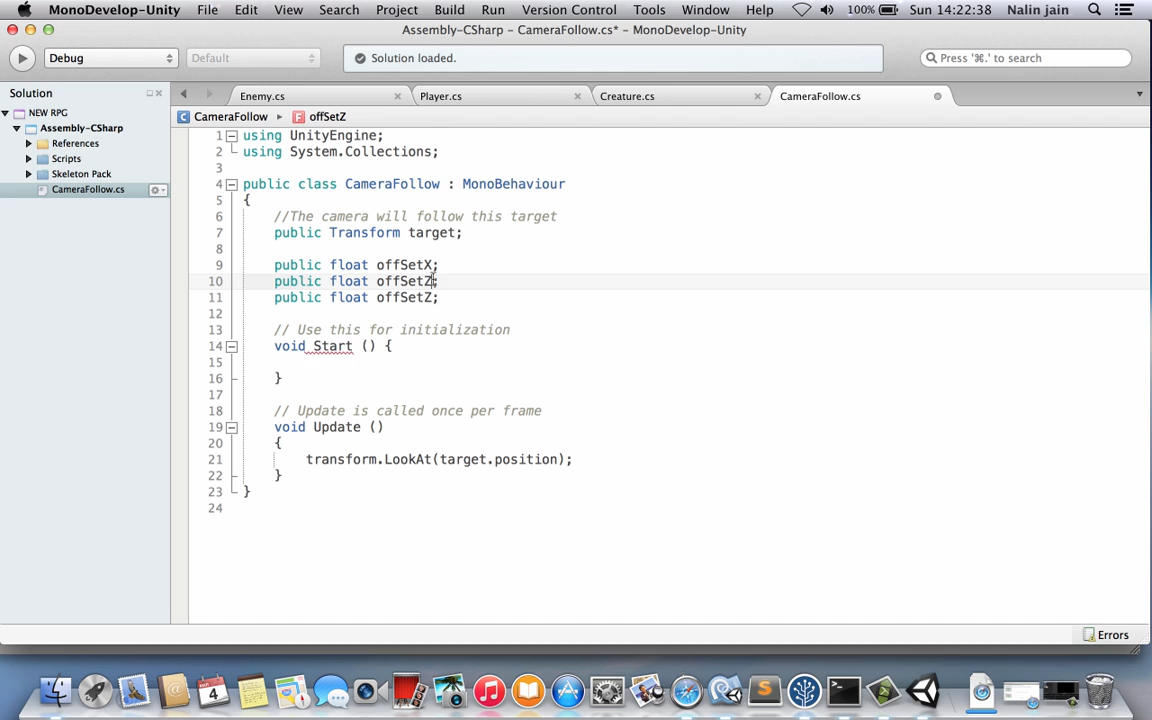 MonoDevelop-Unity File Edit View Search Project Build Run Version Control Tools Window Help 100% Sun 14:22:38 Nalin jain
Assembly-CSharp – CameraFollow.cs* – MonoDevelop-Unity
Debug Default Solution loaded. Press '⌘.' to search
Solution
Enemy.cs Player.cs Creature.cs CameraFollow.cs
NEW RPG
Assembly-CSharp
References
Scripts
Skeleton Pack
CameraFollow.cs
C CameraFollow F offSetZ
1 using UnityEngine;
2 using System.Collections;
3
4 public class CameraFollow : MonoBehaviour
5 {
6 //The camera will follow this target
7 public Transform target;
8
9 public float offSetX;
10 public float offSetZ;
11 public float offSetZ;
12
13 // Use this for initialization
14 void Start () {
15
16 }
17
18 // Update is called once per frame
19 void Update ()
20 {
21 transform.LookAt(target.position);
22 }
23 }
24
Errors
4